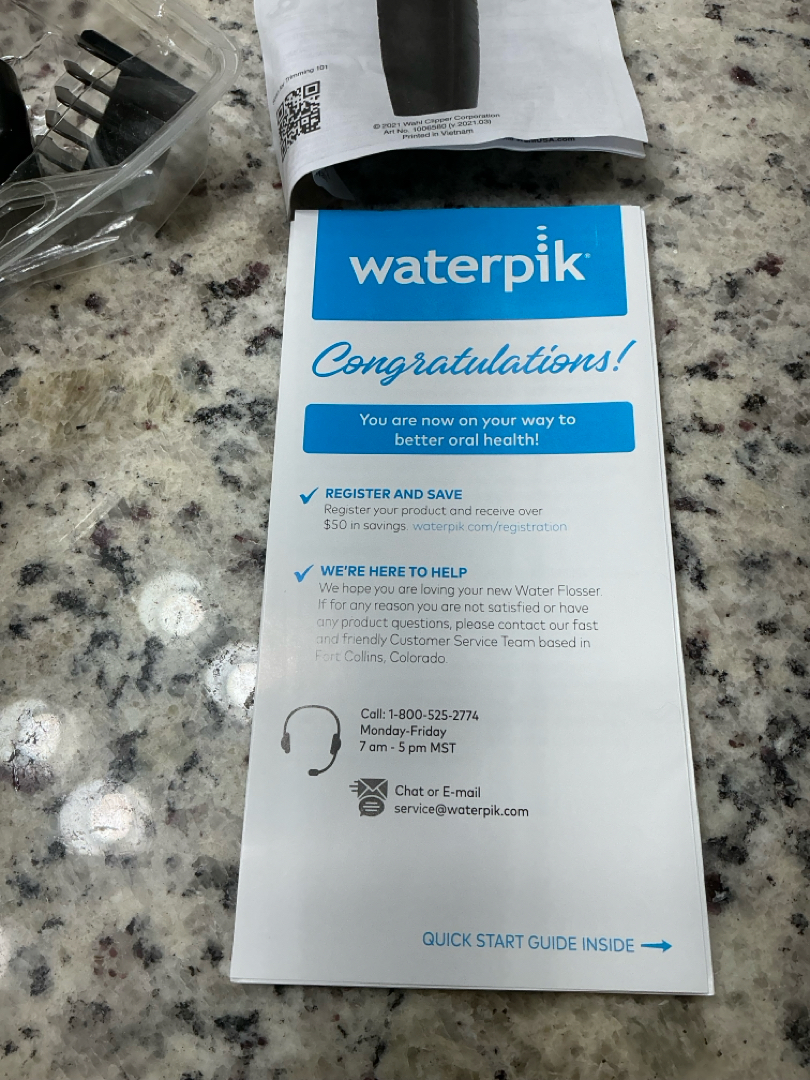 Trimming 101
© 2021 Wahl Clipper Corporation
Art No. 1006580 (v 2021.03)
Printed in Vietnam
waterpik®
Congratulations!
You are now on your way to
better oral health!
REGISTER AND SAVE
Register your product and receive over
$50 in savings. waterpik.com/registration
WE'RE HERE TO HELP
We hope you are loving your new Water Flosser.
If for any reason you are not satisfied or have
any product questions, please contact our fast
and friendly Customer Service Team based in
Fort Collins, Colorado.
Call: 1-800-525-2774
Monday-Friday
7 am - 5 pm MST
Chat or E-mail
service@waterpik.com
QUICK START GUIDE INSIDE